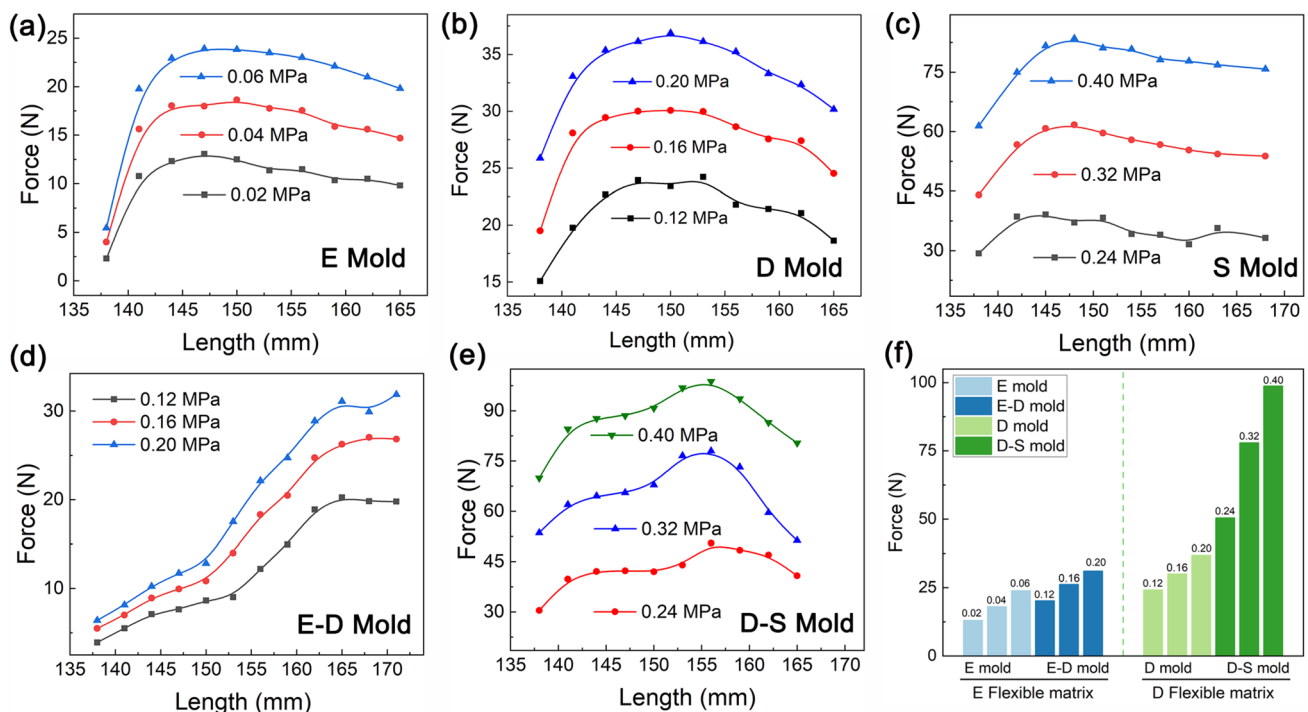 (a)
Force (N)
25
20
15
10
5
0
0.06 MPa
0.04 MPa
0.02 MPa
E Mold
135 140 145 150 155 160 165
Length (mm)
(b)
Force (N)
35
30
25
20
15
0.20 MPa
0.16 MPa
0.12 MPa
D Mold
135 140 145 150 155 160 165
Length (mm)
(c)
Force (N)
75
60
45
30
0.40 MPa
0.32 MPa
0.24 MPa
S Mold
135 140 145 150 155 160 165 170
Length (mm)
(d)
Force (N)
30
20
10
0.12 MPa
0.16 MPa
0.20 MPa
E-D Mold
135 140 145 150 155 160 165 170
Length (mm)
(e)
Force (N)
90
75
60
45
30
0.40 MPa
0.32 MPa
0.24 MPa
D-S Mold
135 140 145 150 155 160 165 170
Length (mm)
(f)
Force (N)
100
75
50
25
0
E mold
E-D mold
D mold
D-S mold
0.02 0.04 0.06 0.12 0.16 0.20 0.12 0.16 0.20 0.24 0.32 0.40
E mold E-D mold D mold D-S mold
E Flexible matrix D Flexible matrix